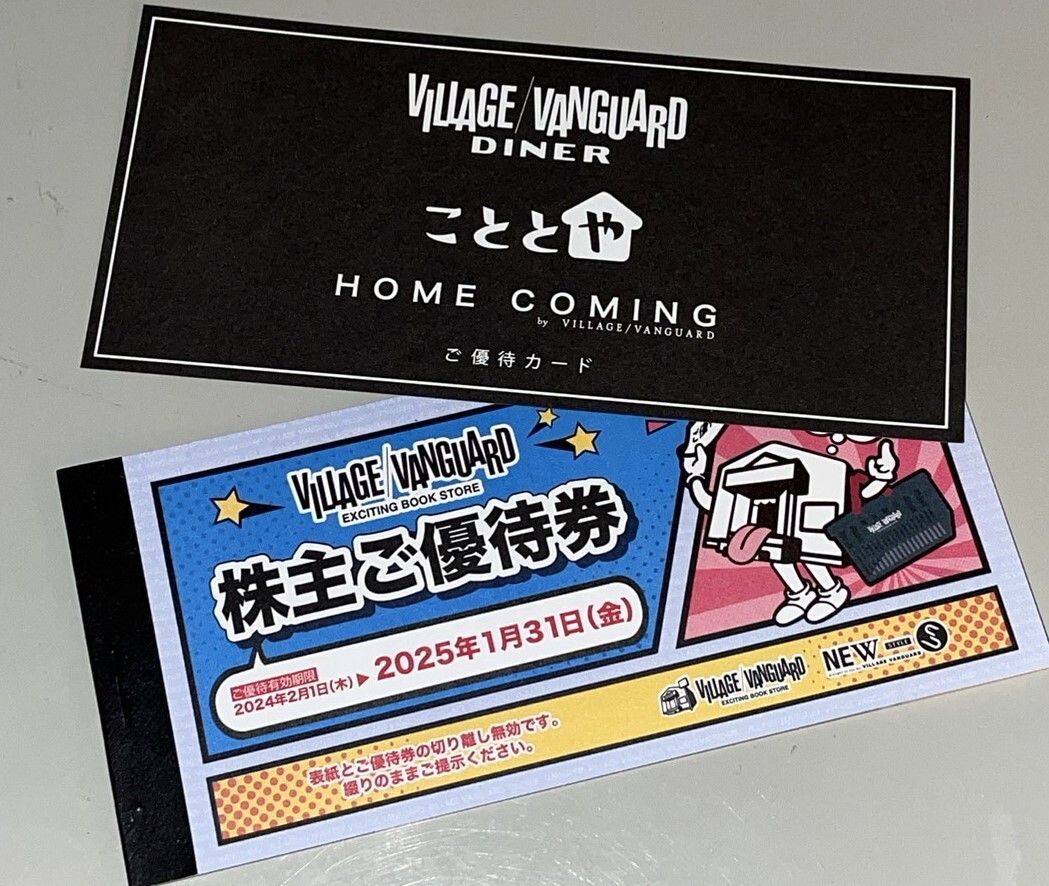 VILLAGE/VANGUARD
DINER
こととや
HOME COMING
by VILLAGE/VANGUARD
ご優待カード
VILLAGE/VANGUARD
EXCITING BOOK STORE
株主ご優待券
ご優待有効期限
2024年2月1日(木)▶2025年1月31日(金)
表紙とご優待券の切り離し無効です。
綴りのままご提示ください。
VILLAGE/VANGUARD
EXCITING BOOK STORE
NEW STYLE
VILLAGE VANGUARD